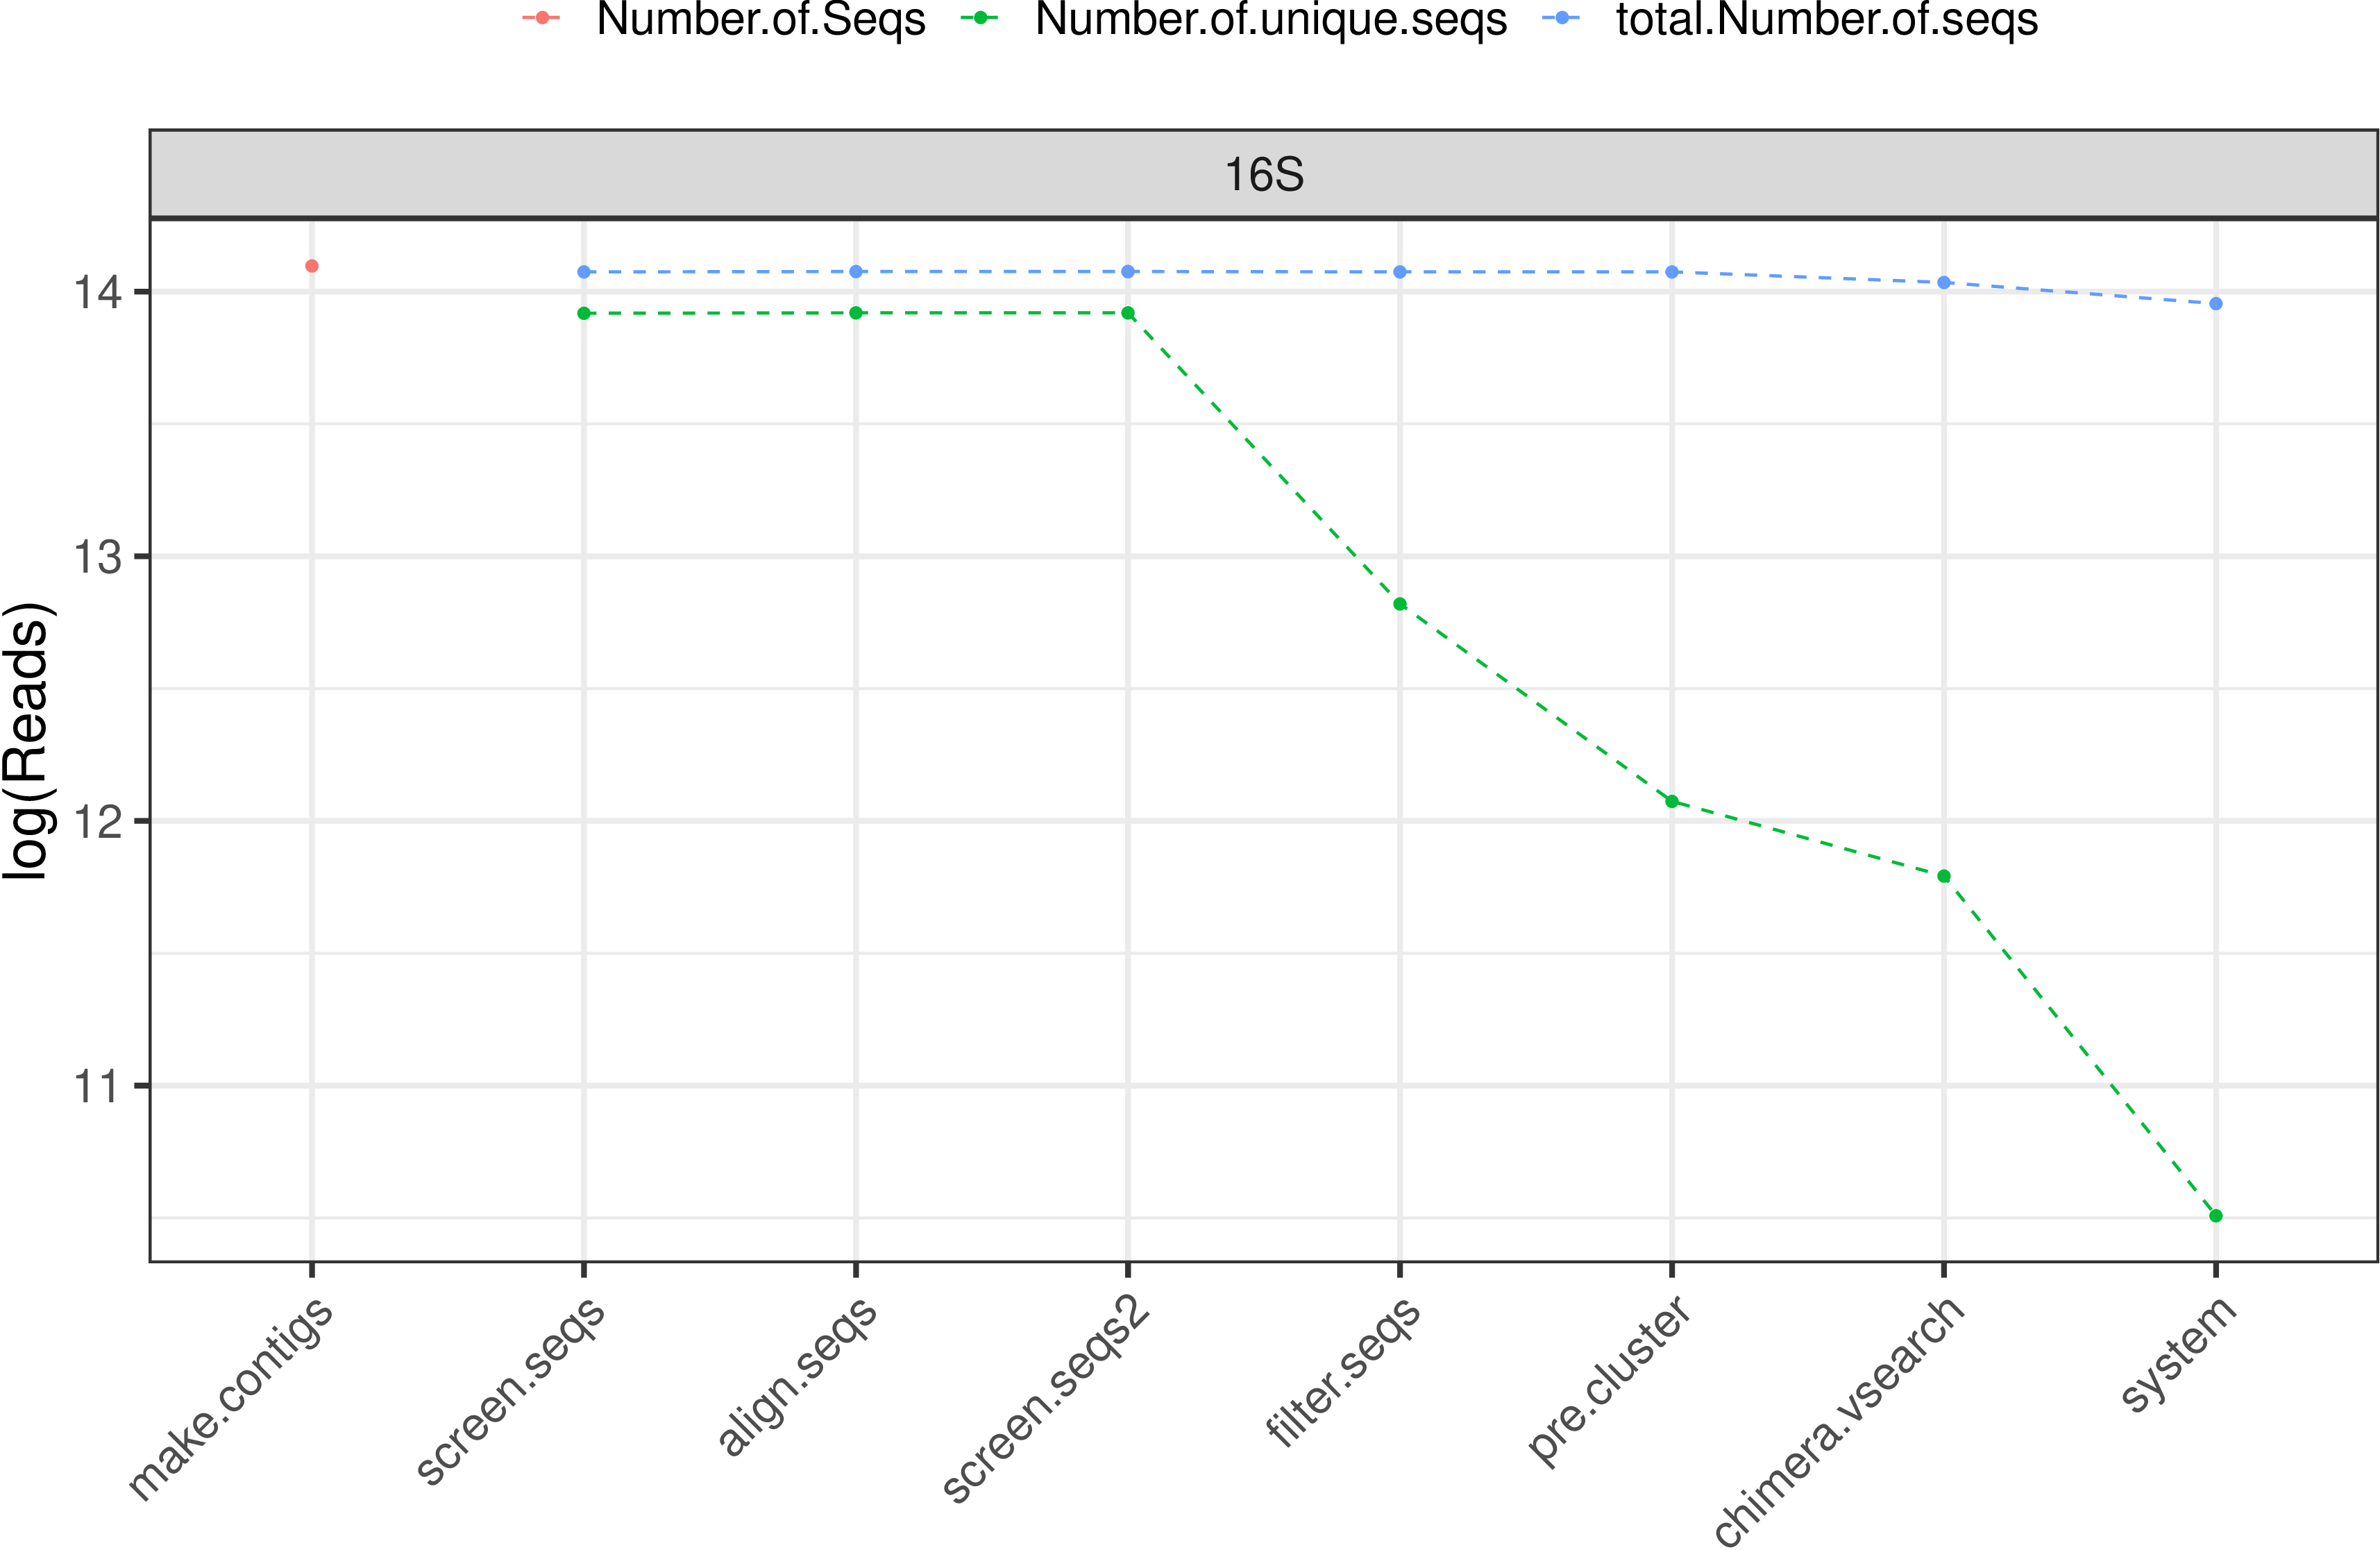 Number.of.Seqs Number.of.unique.seqs total.Number.of.seqs
16S
14
13
12
11
log(Reads)
make.contigs
screen.seqs
align.seqs
screen.seqs2
filter.seqs
pre.cluster
chimera.vsearch
system